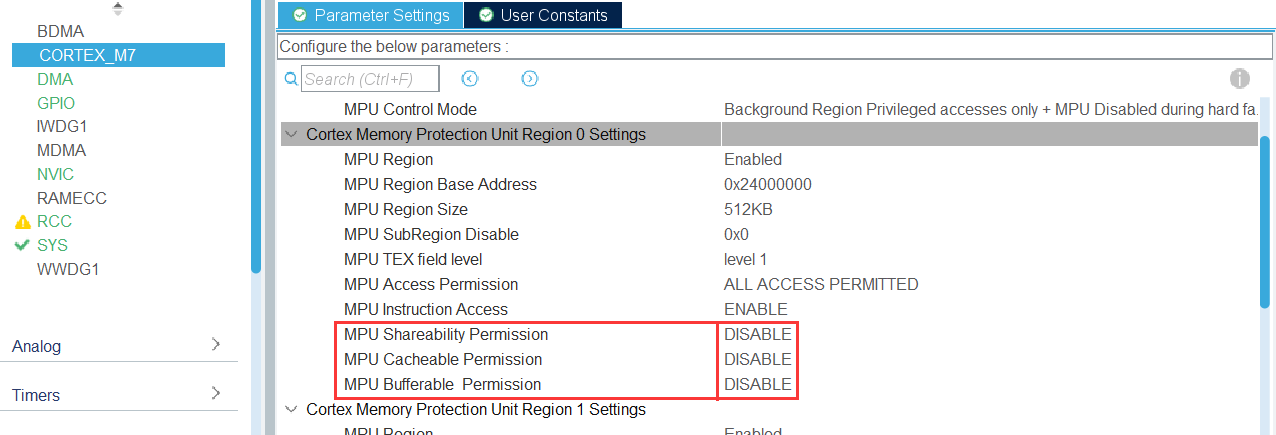 BDMA
CORTEX_M7
DMA
GPIO
IWDG1
MDMA
NVIC
RAMECC
RCC
SYS
WWDG1
Analog
Timers
Parameter Settings User Constants
Configure the below parameters :
Search (Ctrl+F)
MPU Control Mode Background Region Privileged accesses only + MPU Disabled during hard fa...
Cortex Memory Protection Unit Region 0 Settings
MPU Region Enabled
MPU Region Base Address 0x24000000
MPU Region Size 512KB
MPU SubRegion Disable 0x0
MPU TEX field level level 1
MPU Access Permission ALL ACCESS PERMITTED
MPU Instruction Access ENABLE
MPU Shareability Permission DISABLE
MPU Cacheable Permission DISABLE
MPU Bufferable Permission DISABLE
Cortex Memory Protection Unit Region 1 Settings
MPU Region Enabled